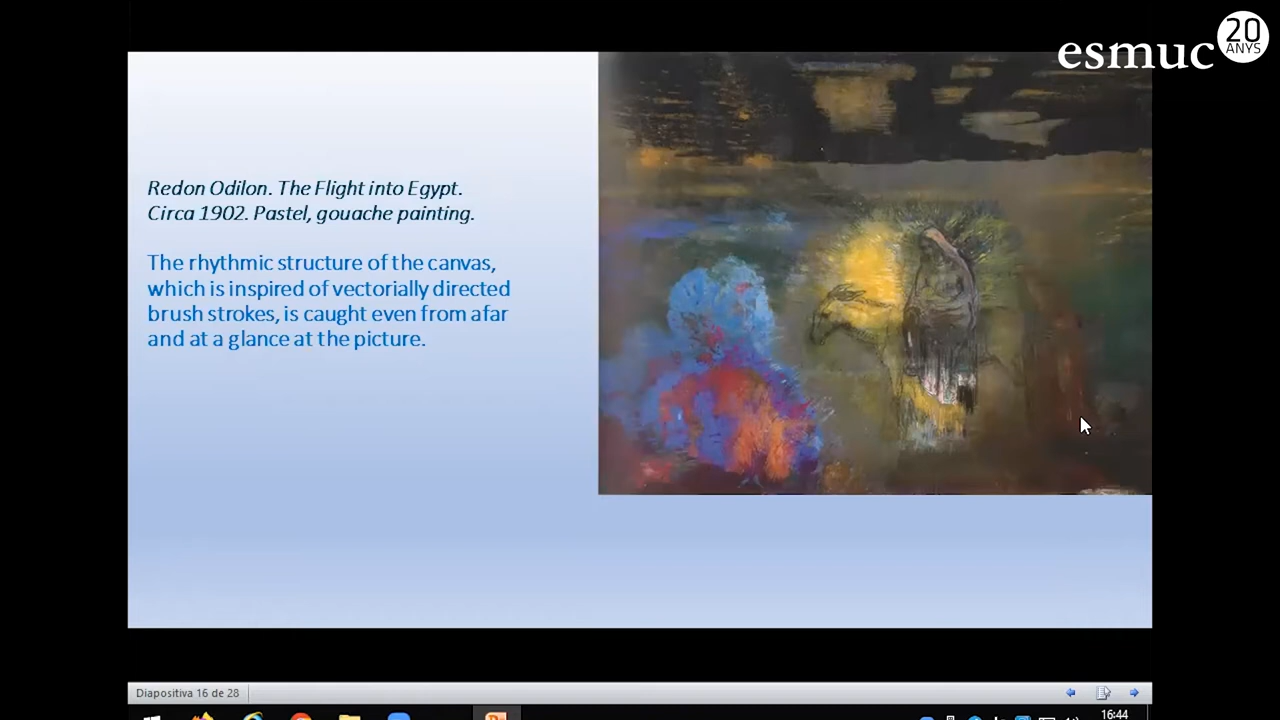 20
ANYS
esmuc
Redon Odilon. The Flight into Egypt.
Circa 1902. Pastel, gouache painting.
The rhythmic structure of the canvas,
which is inspired of vectorially directed
brush strokes, is caught even from afar
and at a glance at the picture.
Diapositiva 16 de 28
16:44